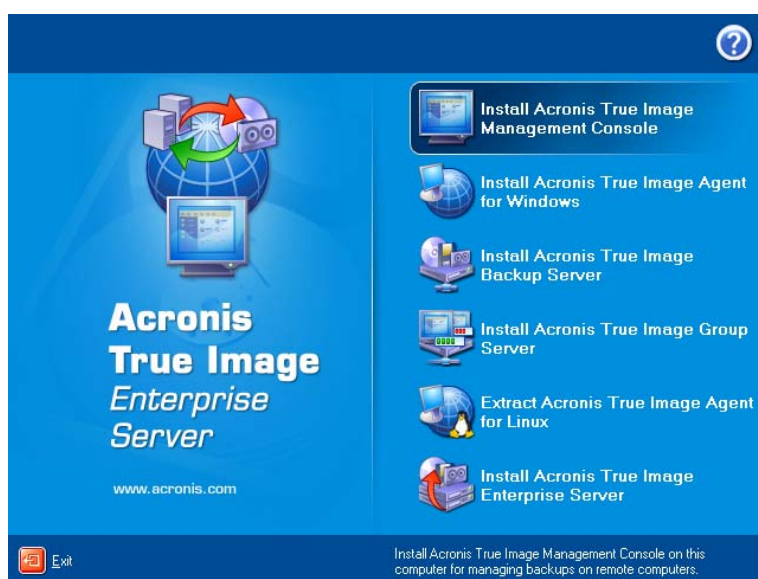 Acronis
True Image
Enterprise
Server
www.acronis.com
Install Acronis True Image
Management Console
Install Acronis True Image Agent
for Windows
Install Acronis True Image
Backup Server
Install Acronis True Image Group
Server
Extract Acronis True Image Agent
for Linux
Install Acronis True Image
Enterprise Server
Exit
Install Acronis True Image Management Console on this
computer for managing backups on remote computers.